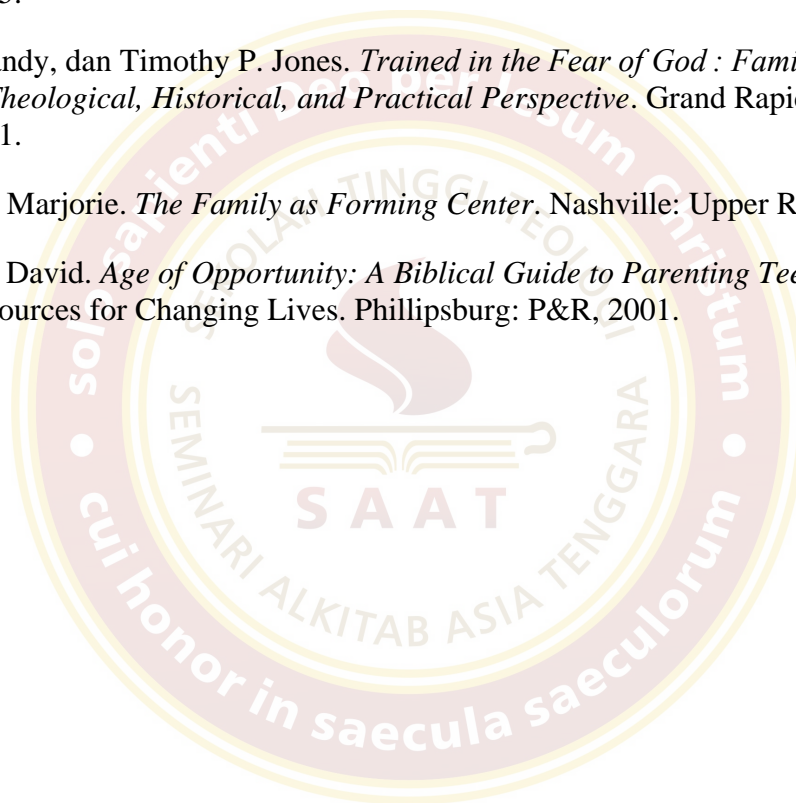 andy, dan Timothy P. Jones. Trained in the Fear of God : Fami
Theological, Historical, and Practical Perspective. Grand Rapi
1.
Marjorie. The Family as Forming Center. Nashville: Upper R
David. Age of Opportunity: A Biblical Guide to Parenting Tee
ources for Changing Lives. Phillipsburg: P&R, 2001.
sapienti Deo per Iesum Christum
SEKOLAH TINGGI TEOLOGI
SAAT
SEMINARI ALKITAB ASIA TENGGARA
cui honor in saecula saeculorum